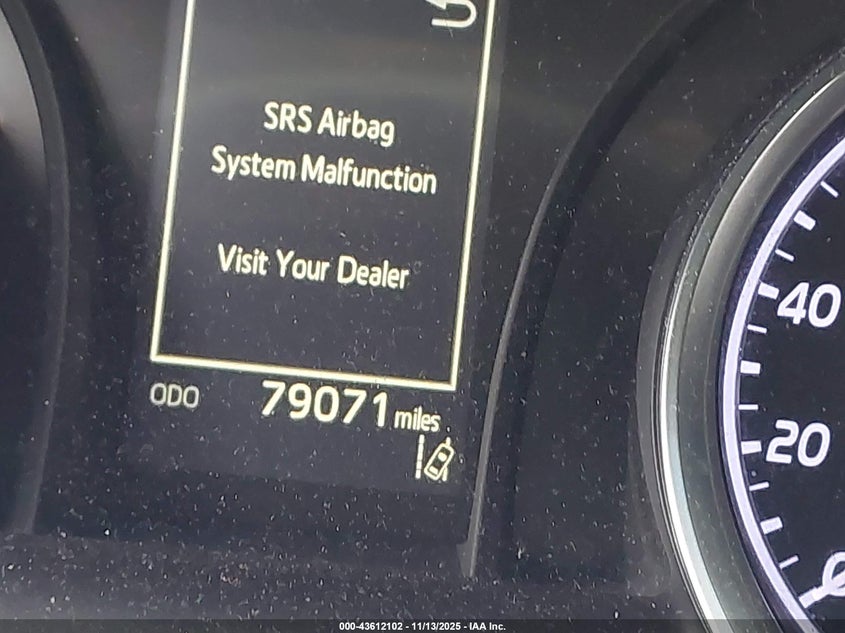 SRS Airbag
System Malfunction
Visit Your Dealer
ODO 79071 miles
40
20
0
000-43612102 - 11/13/2025 - IAA Inc.